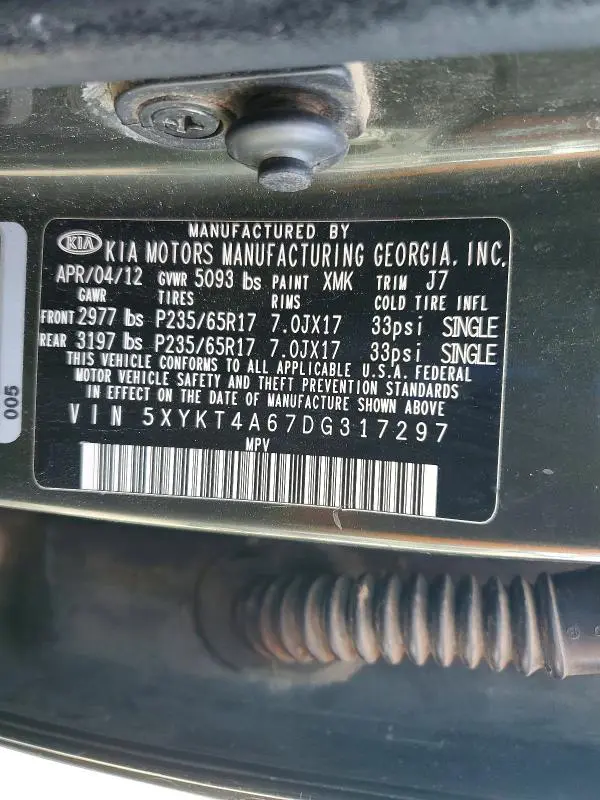 MANUFACTURED BY
KIA KIA MOTORS MANUFACTURING GEORGIA, INC.
APR/04/12 GVWR 5093 lbs PAINT XMK TRIM J7
GAWR TIRES RIMS COLD TIRE INFL
FRONT 2977 lbs P235/65R17 7.0JX17 33psi SINGLE
REAR 3197 lbs P235/65R17 7.0JX17 33psi SINGLE
THIS VEHICLE CONFORMS TO ALL APPLICABLE U.S.A. FEDERAL
MOTOR VEHICLE SAFETY AND THEFT PREVENTION STANDARDS
IN EFFECT ON THE DATE OF MANUFACTURE SHOWN ABOVE
VIN 5XYKT4A67DG317297
MPV
005